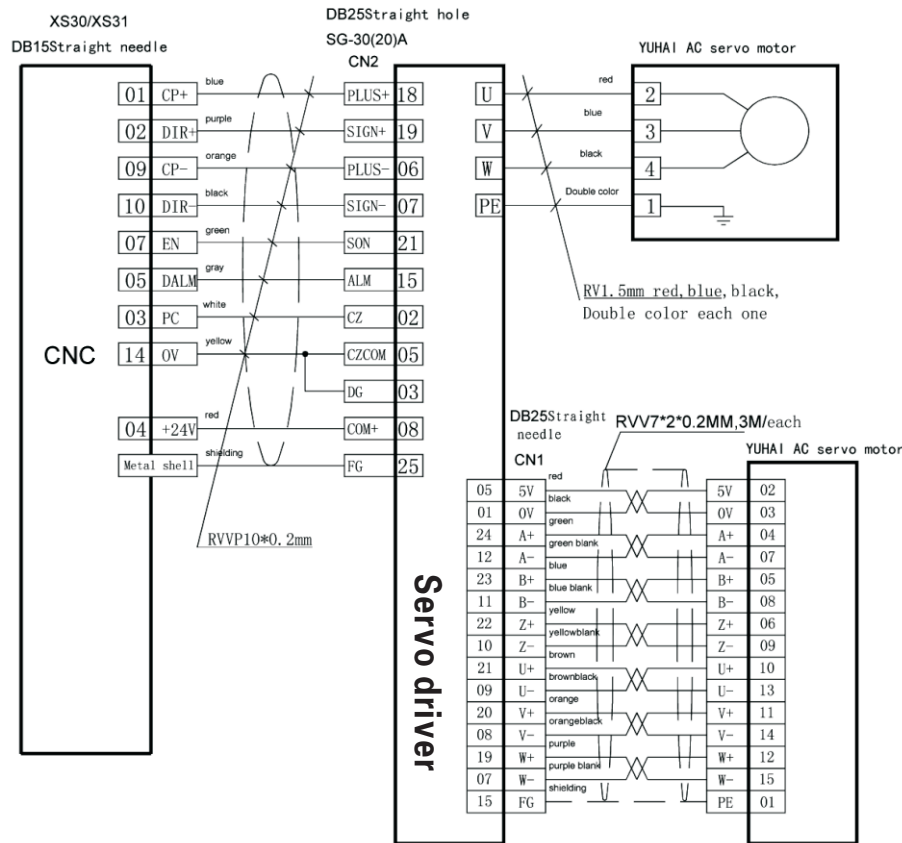 XS30/XS31
DB15Straight needle
DB25Straight hole
SG-30(20)A
CN2
YUHAI AC servo motor
01 CP+ blue PLUS+ 18
02 DIR+ purple SIGN+ 19
09 CP- orange PLUS- 06
10 DIR- black SIGN- 07
07 EN green SON 21
05 DALM gray ALM 15
03 PC white CZ 02
14 0V yellow CZCOM 05
DG 03
04 +24V red COM+ 08
Metal shell shielding FG 25
CNC
RVVP10*0.2mm
Servo driver
U red 2
V blue 3
W black 4
PE Double color 1
RV1.5mm red,blue,black,
Double color each one
DB25Straight
needle
CN1
RVV7*2*0.2MM,3M/each
YUHAI AC servo motor
05 5V red 5V 02
01 0V black 0V 03
24 A+ green A+ 04
12 A- green blank A- 07
23 B+ blue B+ 05
11 B- blue blank B- 08
22 Z+ yellow Z+ 06
10 Z- yellowblank Z- 09
21 U+ brown U+ 10
09 U- brownblack U- 13
20 V+ orange V+ 11
08 V- orangeblack V- 14
19 W+ purple W+ 12
07 W- purple blank W- 15
15 FG shielding PE 01